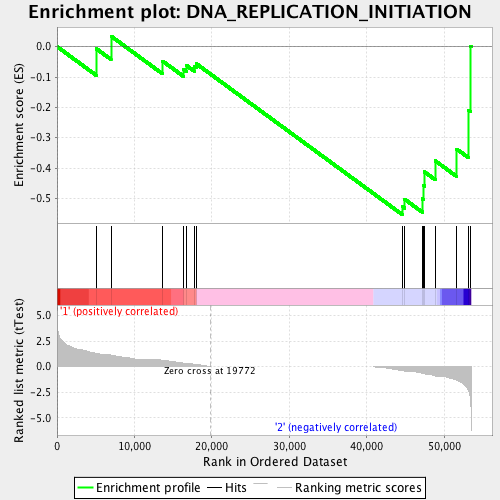 Enrichment plot: DNA_REPLICATION_INITIATION
Enrichment score (ES)
0.0
-0.1
-0.2
-0.3
-0.4
-0.5
'1' (positively correlated)
Ranked list metric (tTest)
5.0
2.5
0.0
-2.5
-5.0
Zero cross at 19772
'2' (negatively correlated)
0
10,000
20,000
30,000
40,000
50,000
Rank in Ordered Dataset
Enrichment profile
Hits
Ranking metric scores